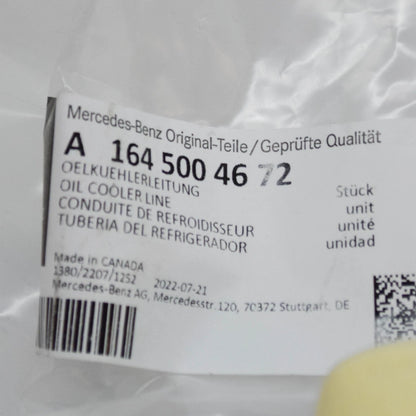 Mercedes-Benz Original-Teile/Geprüfte Qualität
A 164 500 46 72
OELKUEHLERLEITUNG
OIL COOLER LINE
CONDUITE DE REFROIDISSEUR
TUBERIA DEL REFRIGERADOR
Stück
unit
unité
unidad
Made in CANADA
1380/2207/1252 2022-07-21
Mercedes-Benz AG, Mercedesstr.120, 70372 Stuttgart, DE